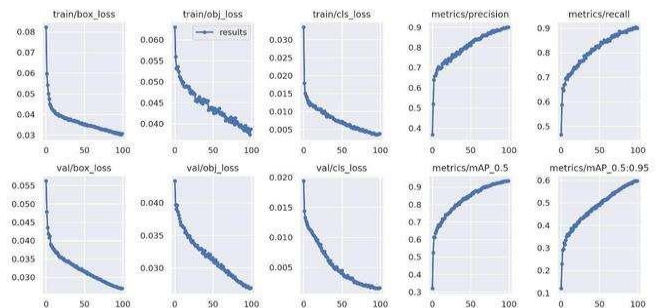 train/box_loss train/obj_loss train/cls_loss metrics/precision metrics/recall
results
0.08 0.07 0.06 0.05 0.04 0.03
0.060 0.055 0.050 0.045 0.040
0.030 0.025 0.020 0.015 0.010 0.005
0.9 0.8 0.7 0.6 0.5 0.4
0.9 0.8 0.7 0.6 0.5
0 50 100 0 50 100 0 50 100 0 50 100 0 50 100
val/box_loss val/obj_loss val/cls_loss metrics/mAP_0.5 metrics/mAP_0.5:0.95
0.055 0.050 0.045 0.040 0.035 0.030
0.040 0.035 0.030
0.020 0.015 0.010 0.005
0.9 0.8 0.7 0.6 0.5 0.4 0.3
0.6 0.5 0.4 0.3 0.2 0.1
0 50 100 0 50 100 0 50 100 0 50 100 0 50 100